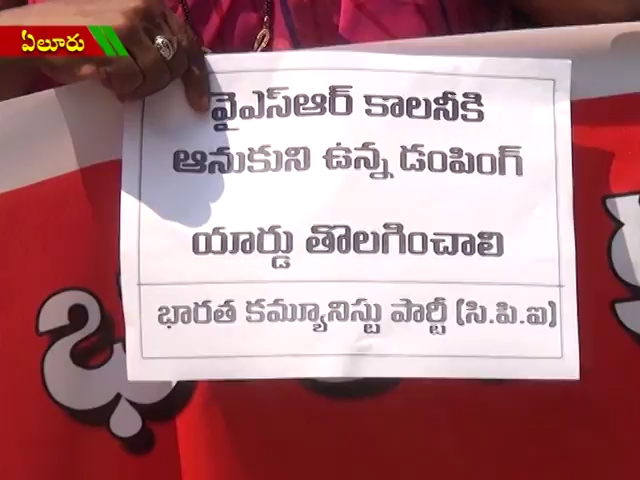 ఏలూరు
వైఎస్ఆర్ కాలనీకి
ఆనుకుని ఉన్న డంపింగ్
యార్డు తొలగించాలి
భారత కమ్యూనిస్టు పార్టీ (సి.పి.ఐ)